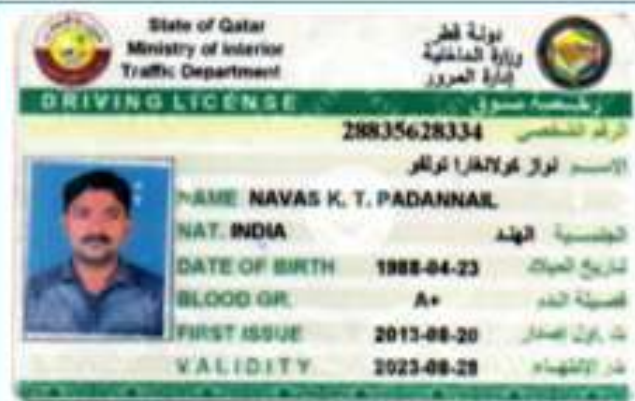 State of Qatar
Ministry of Interior
Traffic Department
دولة قطر
وزارة الداخلية
إدارة المرور
DRIVING LICENSE رخصة سوق
28835628334 الرقم الشخصي
الاسم نواز
NAME NAVAS K. T. PADANNAIL
NAT. INDIA الجنسية الهند
DATE OF BIRTH 1988-04-23 تاريخ الميلاد
BLOOD GR. A+ فصيلة الدم
FIRST ISSUE 2013-08-20
VALIDITY 2023-08-28